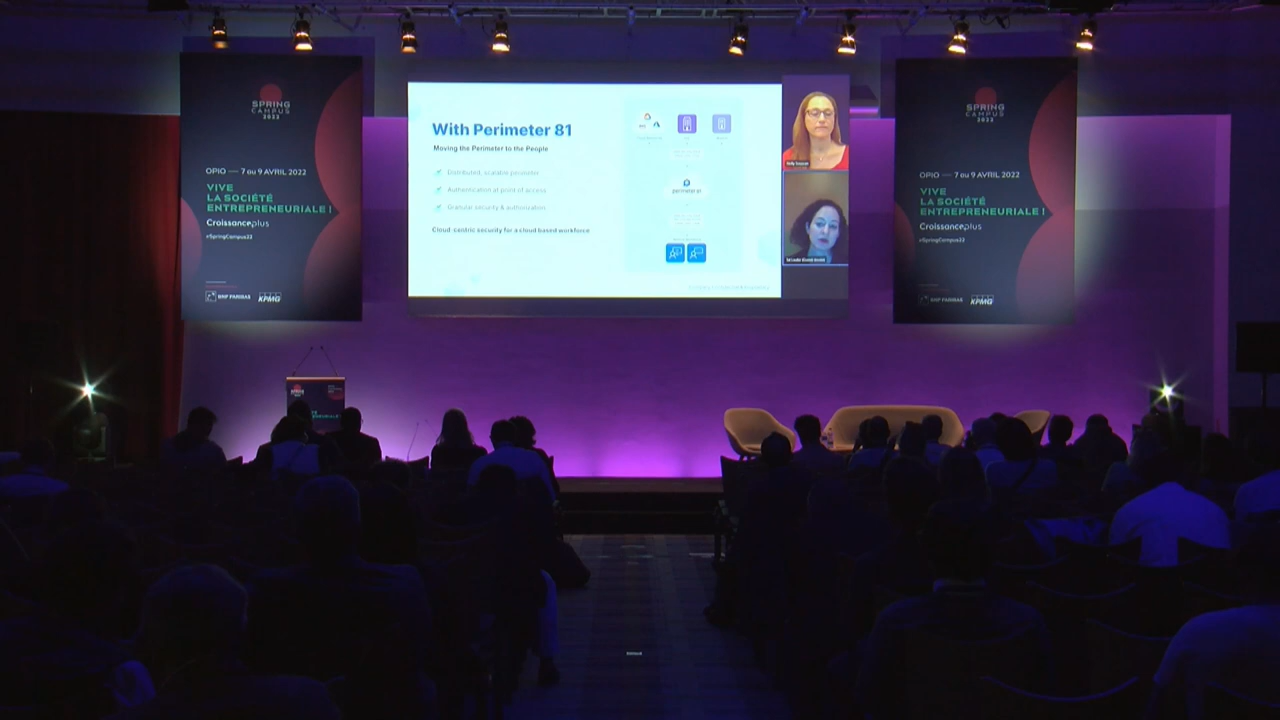 SPRING
CAMPUS
2022
OPIO — 7 au 9 AVRIL 2022
VIVE
LA SOCIÉTÉ
ENTREPRENEURIALE !
Croissanceplus
#SpringCampus22
BNP PARIBAS
KPMG
With Perimeter 81
Moving the Perimeter to the People
Distributed, scalable perimeter
Authentication at point of access
Granular security & authorization
Cloud-centric security for a cloud based workforce
perimeter 81
SPRING
CAMPUS
2022
OPIO — 7 au 9 AVRIL 2022
VIVE
LA SOCIÉTÉ
ENTREPRENEURIALE !
Croissanceplus
#SpringCampus22
BNP PARIBAS
KPMG
SPRING